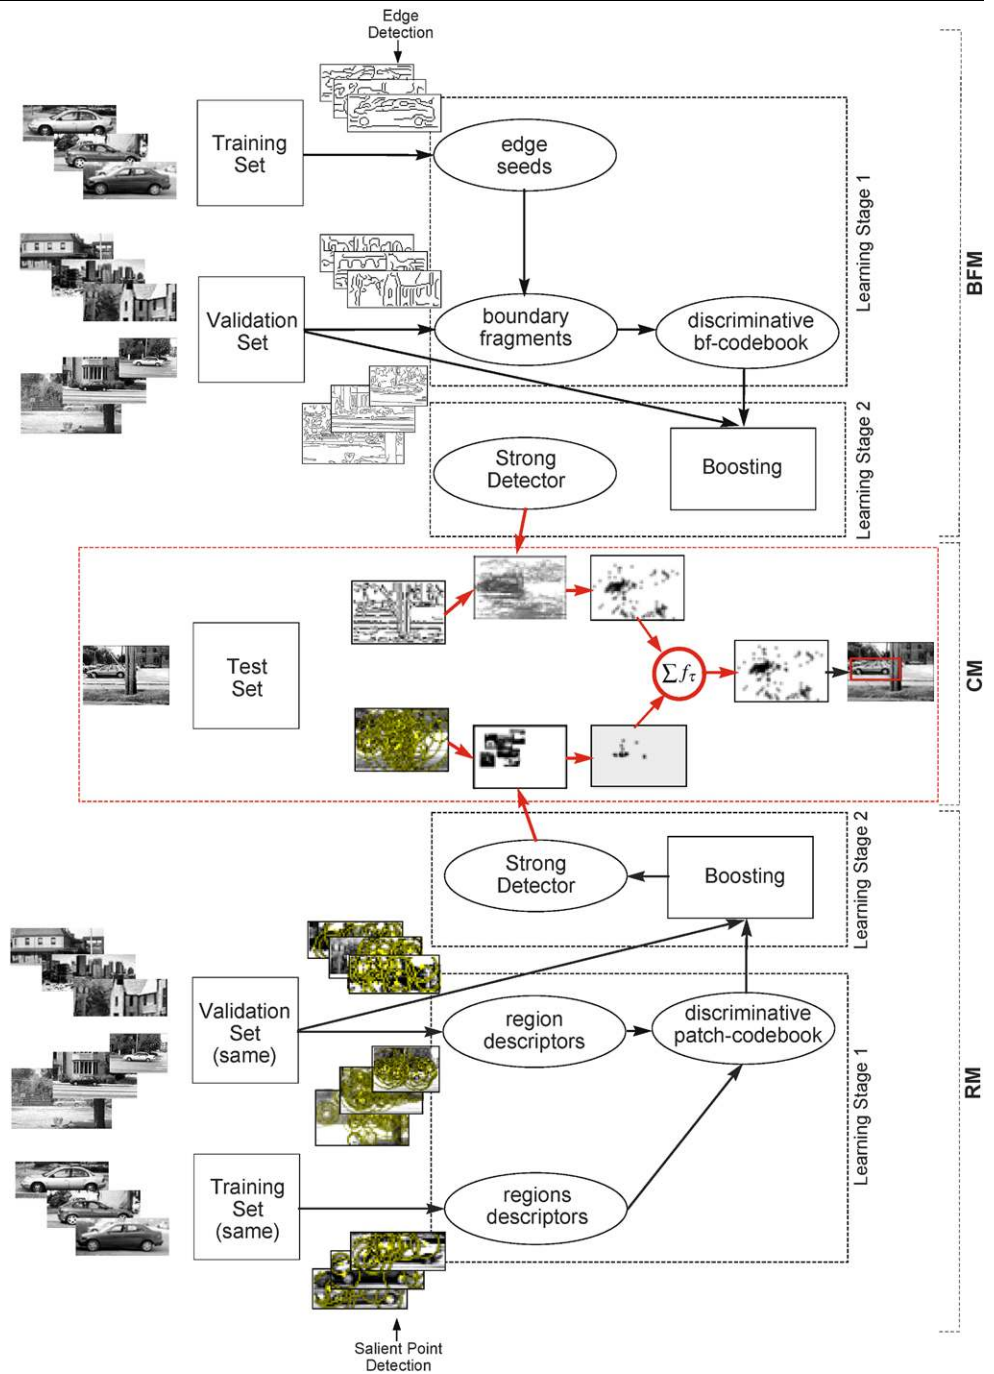 Edge
Detection
Training
Set
edge
seeds
Learning Stage 1
BFM
Validation
Set
boundary
fragments
discriminative
bf-codebook
Strong
Detector
Boosting
Learning Stage 2
Test
Set
∑ fτ
CM
Strong
Detector
Boosting
Learning Stage 2
Validation
Set
(same)
region
descriptors
discriminative
patch-codebook
Learning Stage 1
RM
Training
Set
(same)
regions
descriptors
Salient Point
Detection